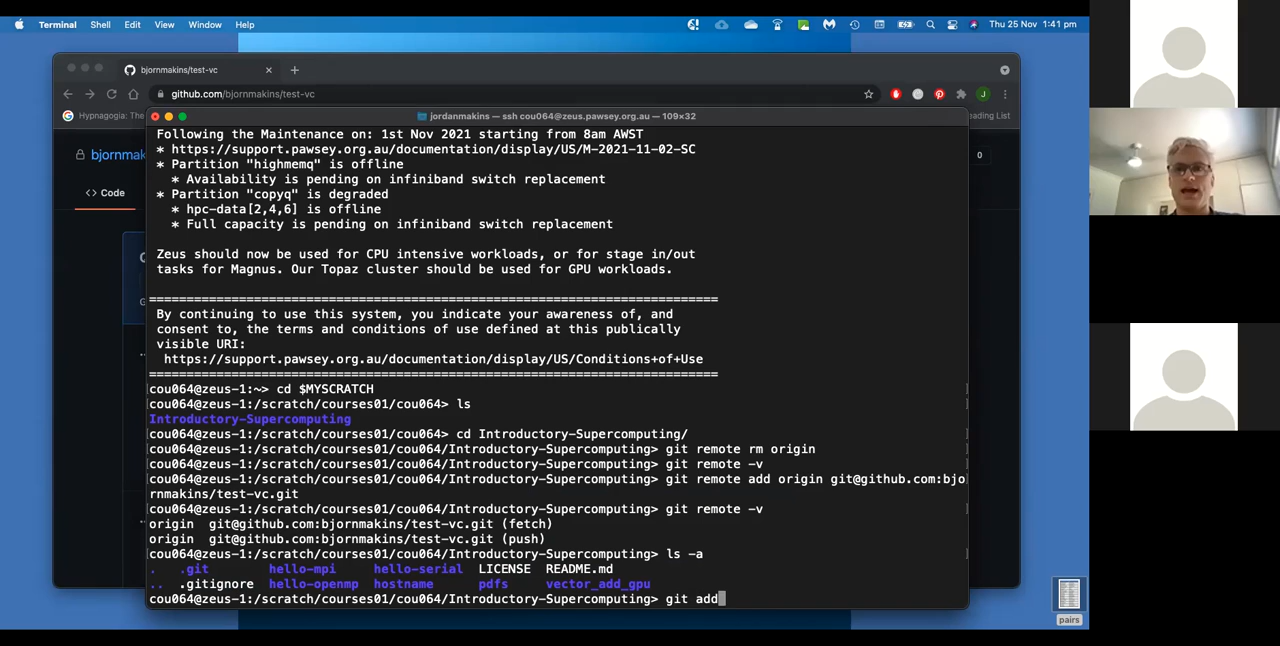 Terminal Shell Edit View Window Help Thu 25 Nov 1:41 pm
bjornmakins/test-vc
github.com/bjornmakins/test-vc
Hypnagogia: The
jordanmakins — ssh cou064@zeus.pawsey.org.au — 109×32
eading List
bjornmak
0
<> Code
Following the Maintenance on: 1st Nov 2021 starting from 8am AWST
* https://support.pawsey.org.au/documentation/display/US/M-2021-11-02-SC
* Partition "highmemq" is offline
* Availability is pending on infiniband switch replacement
* Partition "copyq" is degraded
* hpc-data[2,4,6] is offline
* Full capacity is pending on infiniband switch replacement
Zeus should now be used for CPU intensive workloads, or for stage in/out
tasks for Magnus. Our Topaz cluster should be used for GPU workloads.
========================================================================
By continuing to use this system, you indicate your awareness of, and
consent to, the terms and conditions of use defined at this publically
visible URI:
https://support.pawsey.org.au/documentation/display/US/Conditions+of+Use
========================================================================
cou064@zeus-1:~> cd $MYSCRATCH
cou064@zeus-1:/scratch/courses01/cou064> ls
Introductory-Supercomputing
cou064@zeus-1:/scratch/courses01/cou064> cd Introductory-Supercomputing/
cou064@zeus-1:/scratch/courses01/cou064/Introductory-Supercomputing> git remote rm origin
cou064@zeus-1:/scratch/courses01/cou064/Introductory-Supercomputing> git remote -v
cou064@zeus-1:/scratch/courses01/cou064/Introductory-Supercomputing> git remote add origin git@github.com:bjo
rnmakins/test-vc.git
cou064@zeus-1:/scratch/courses01/cou064/Introductory-Supercomputing> git remote -v
origin git@github.com:bjornmakins/test-vc.git (fetch)
origin git@github.com:bjornmakins/test-vc.git (push)
cou064@zeus-1:/scratch/courses01/cou064/Introductory-Supercomputing> ls -a
. .git hello-mpi hello-serial LICENSE README.md
.. .gitignore hello-openmp hostname pdfs vector_add_gpu
cou064@zeus-1:/scratch/courses01/cou064/Introductory-Supercomputing> git add
pairs